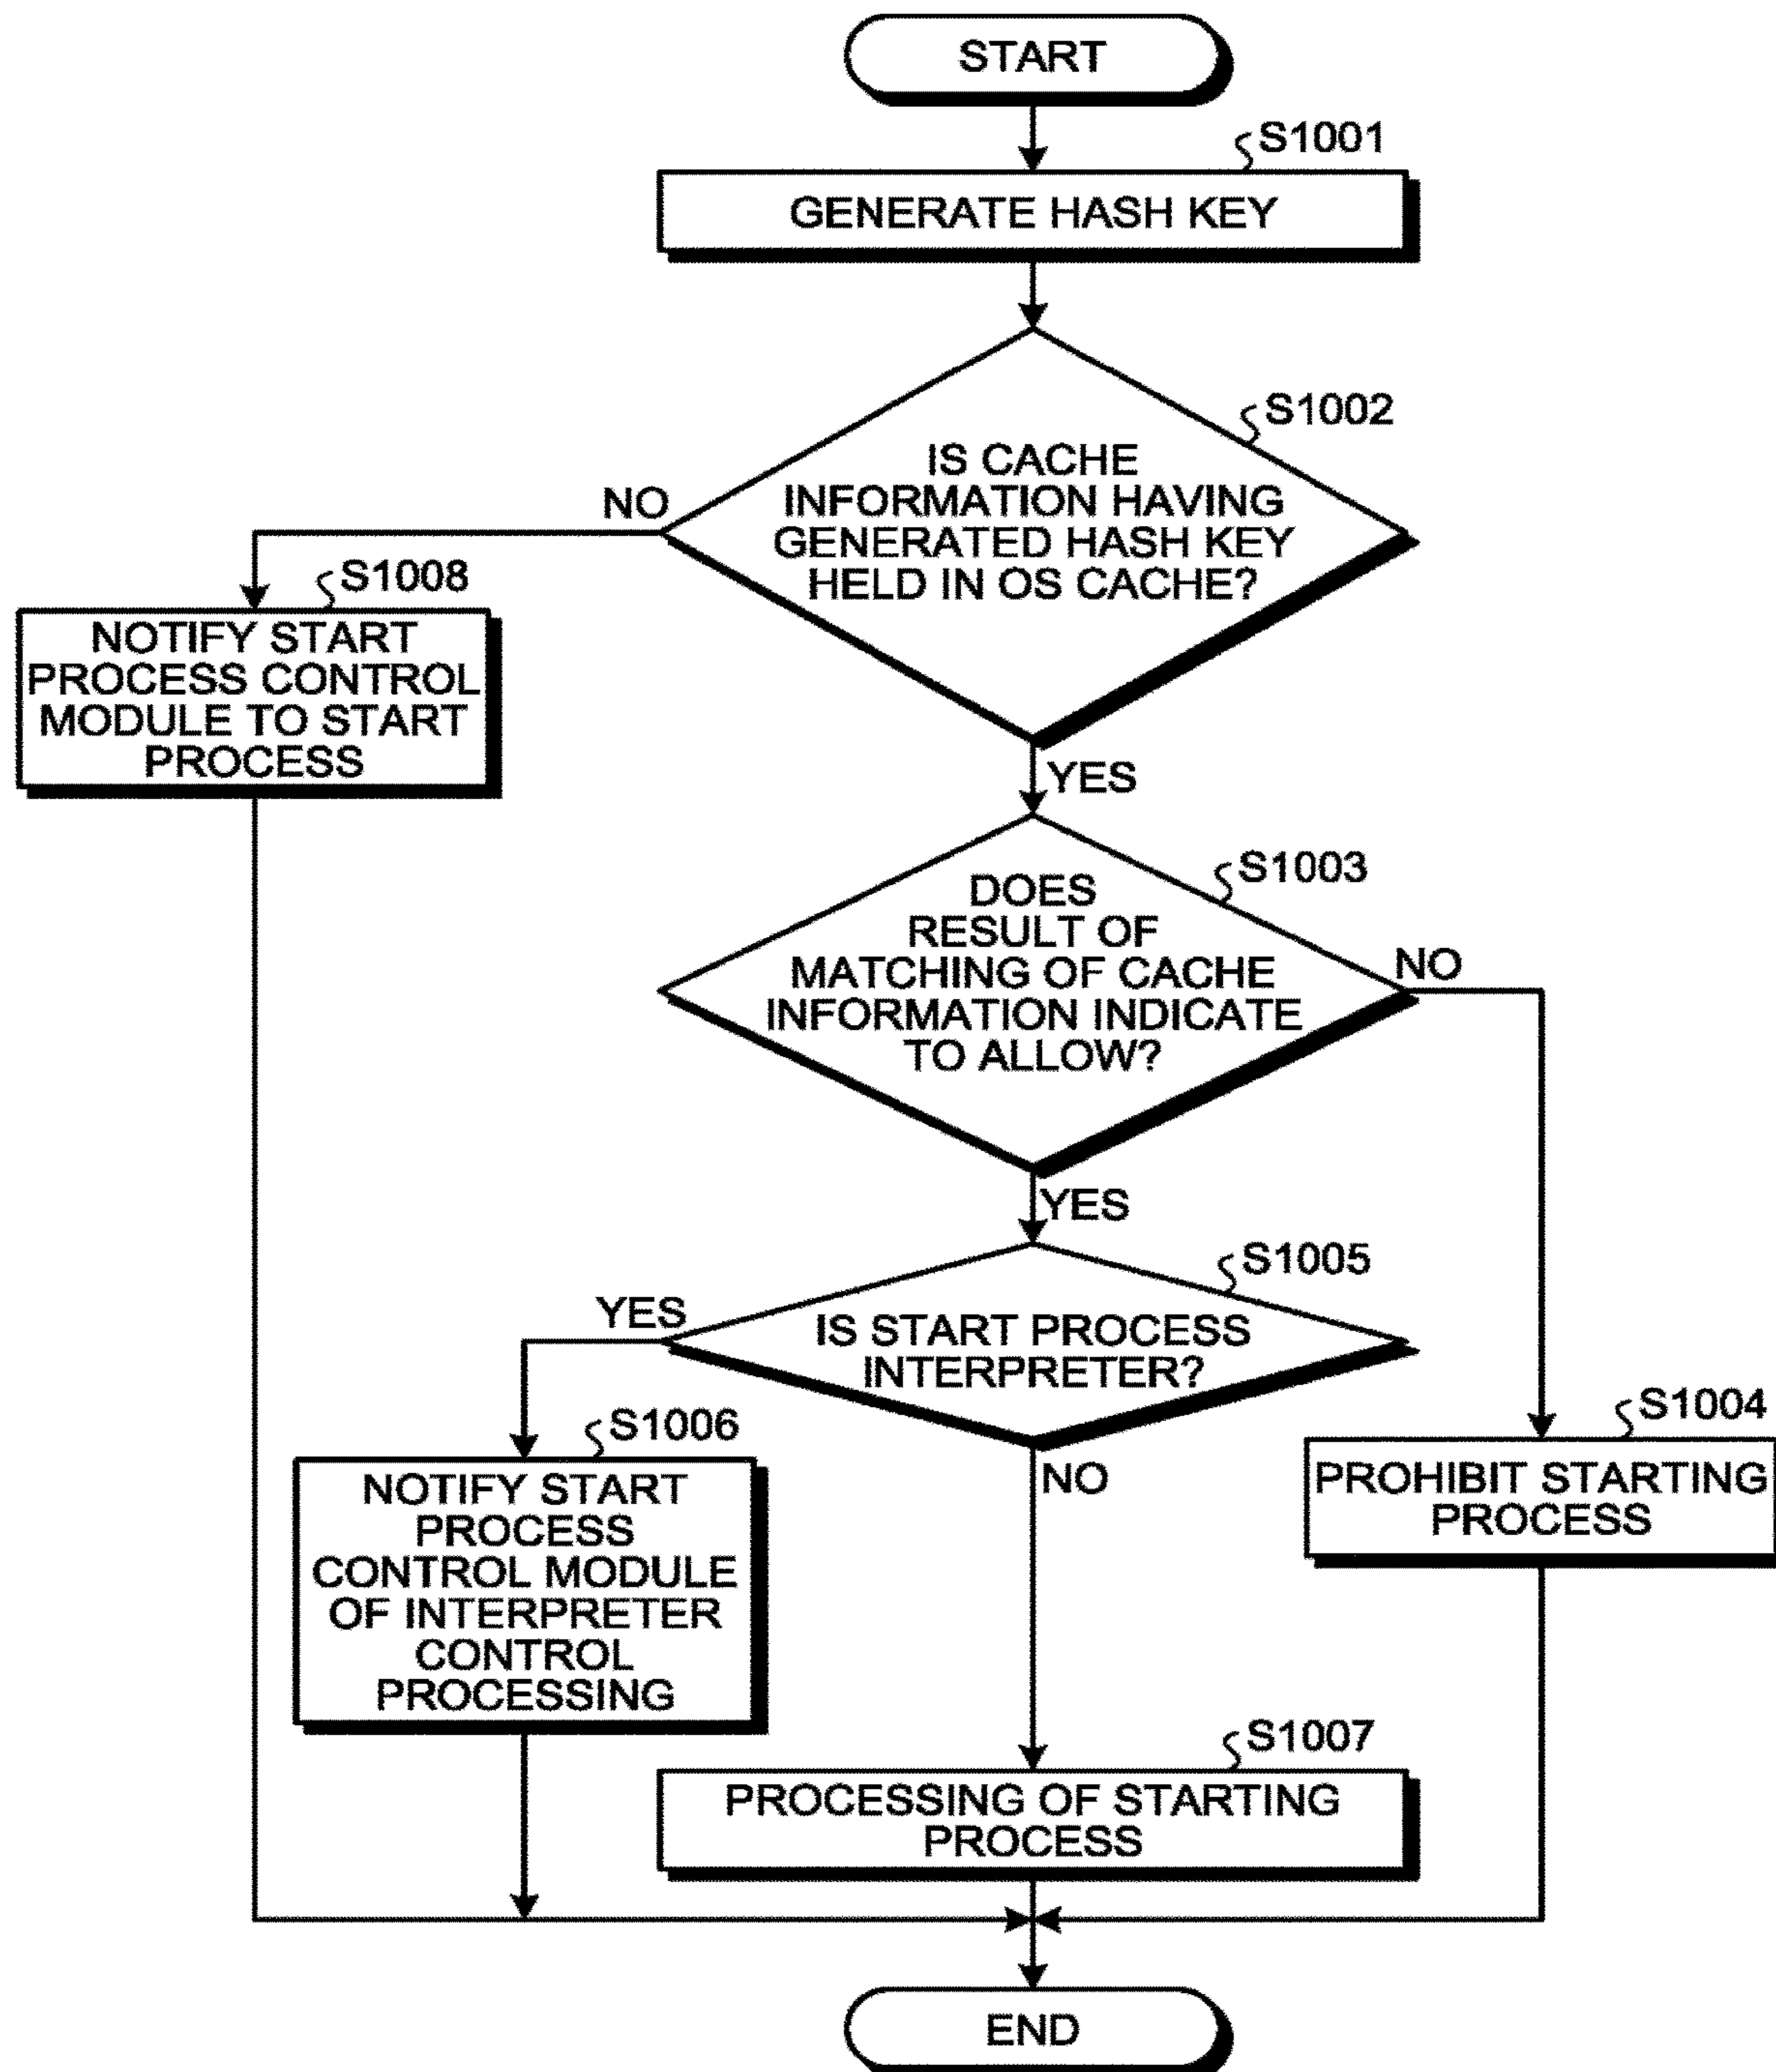 START
S1001
GENERATE HASH KEY
S1002
IS CACHE
INFORMATION HAVING
GENERATED HASH KEY
HELD IN OS CACHE?
NO
S1008
NOTIFY START
PROCESS CONTROL
MODULE TO START
PROCESS
YES
S1003
DOES
RESULT OF
MATCHING OF CACHE
INFORMATION INDICATE
TO ALLOW?
NO
YES
S1005
IS START PROCESS
INTERPRETER?
YES
S1006
NOTIFY START
PROCESS
CONTROL MODULE
OF INTERPRETER
CONTROL
PROCESSING
NO
S1004
PROHIBIT STARTING
PROCESS
S1007
PROCESSING OF STARTING
PROCESS
END